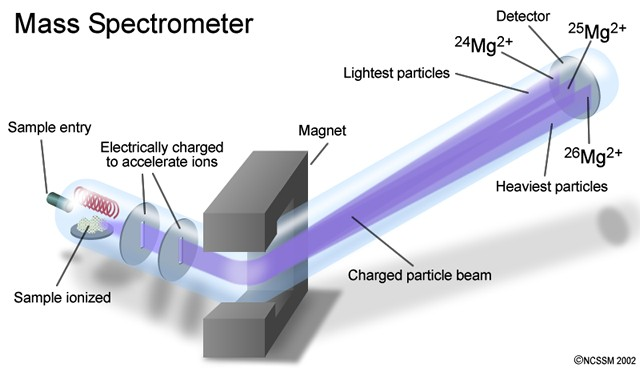 Mass Spectrometer
Detector
24Mg2+
25Mg2+
Lightest particles
Sample entry
Electrically charged
to accelerate ions
Magnet
26Mg2+
Heaviest particles
Charged particle beam
Sample ionized
©NCSSM 2002